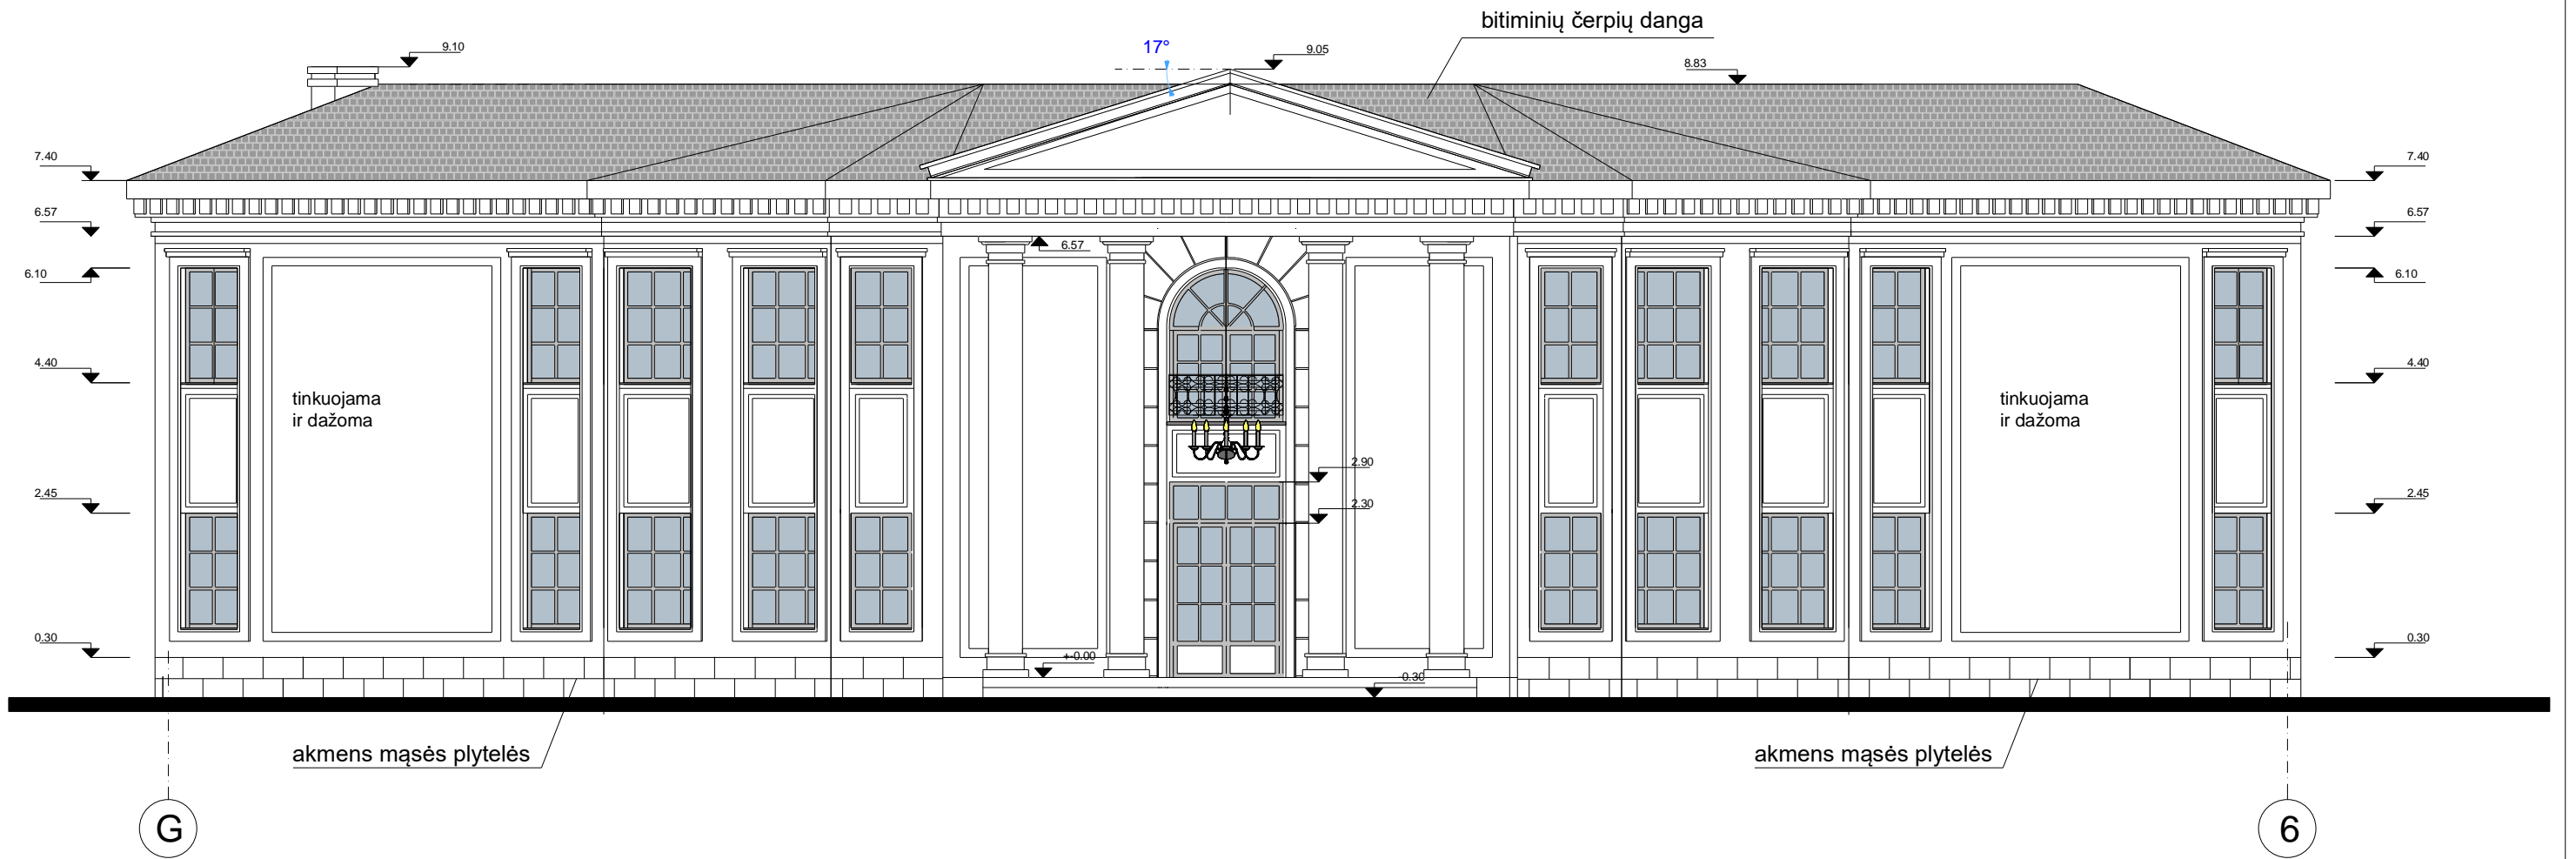 bitiminių čerpių danga
9.10
17°
9.05
8.83
7.40
7.40
6.57
6.57
6.57
6.10
6.10
4.40
4.40
tinkuojama
ir dažoma
tinkuojama
ir dažoma
2.90
2.45
2.45
2.30
0.30
0.30
+-0.00
-0.30
akmens mąsės plytelės
akmens mąsės plytelės
G
6